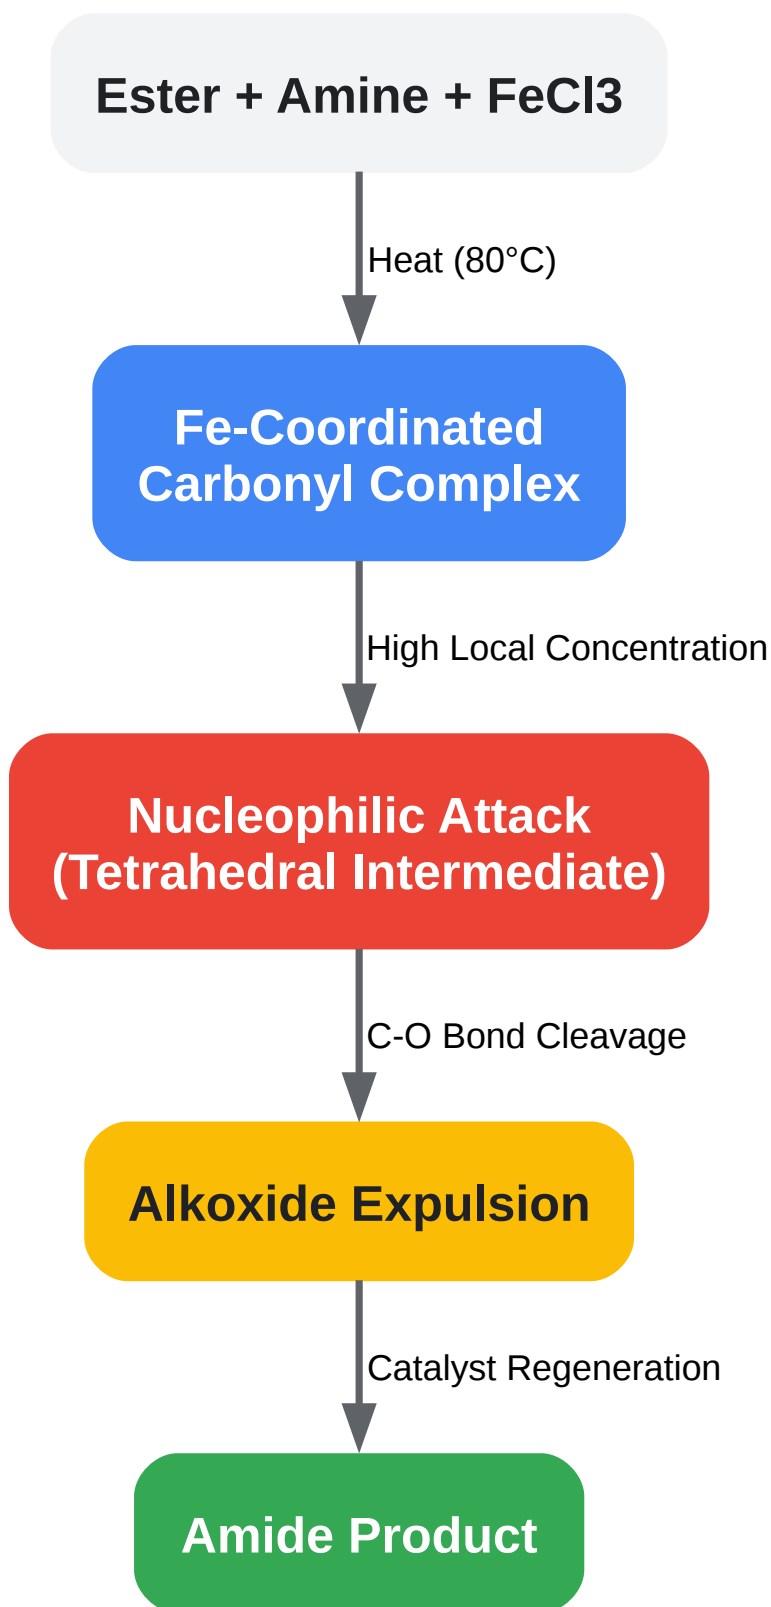 Ester + Amine + FeCl3
Heat (80°C)
Fe-Coordinated
Carbonyl Complex
High Local Concentration
Nucleophilic Attack
(Tetrahedral Intermediate)
C-O Bond Cleavage
Alkoxide Expulsion
Catalyst Regeneration
Amide Product